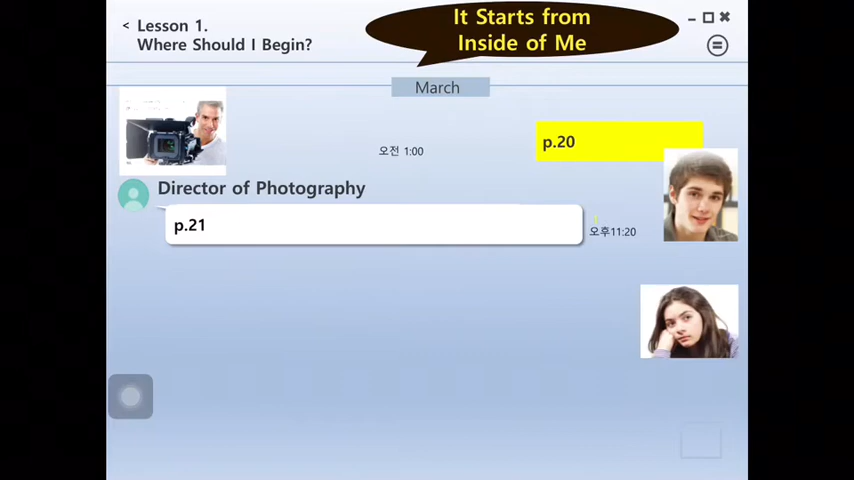 < Lesson 1.
Where Should I Begin?
It Starts from
Inside of Me
March
p.20
오전 1:00
Director of Photography
p.21
오후11:20